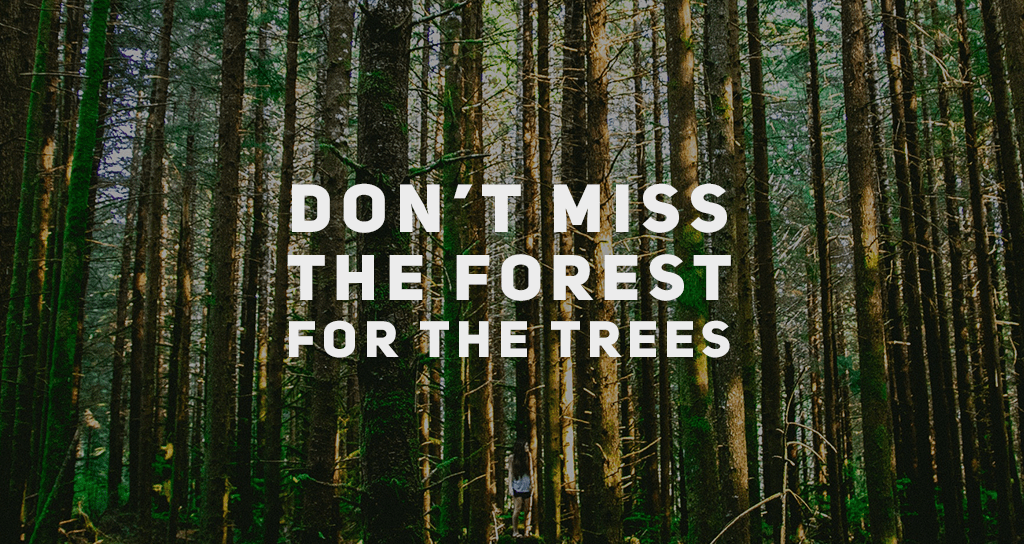 DON'T MISS
THE FOREST
FOR THE TREES